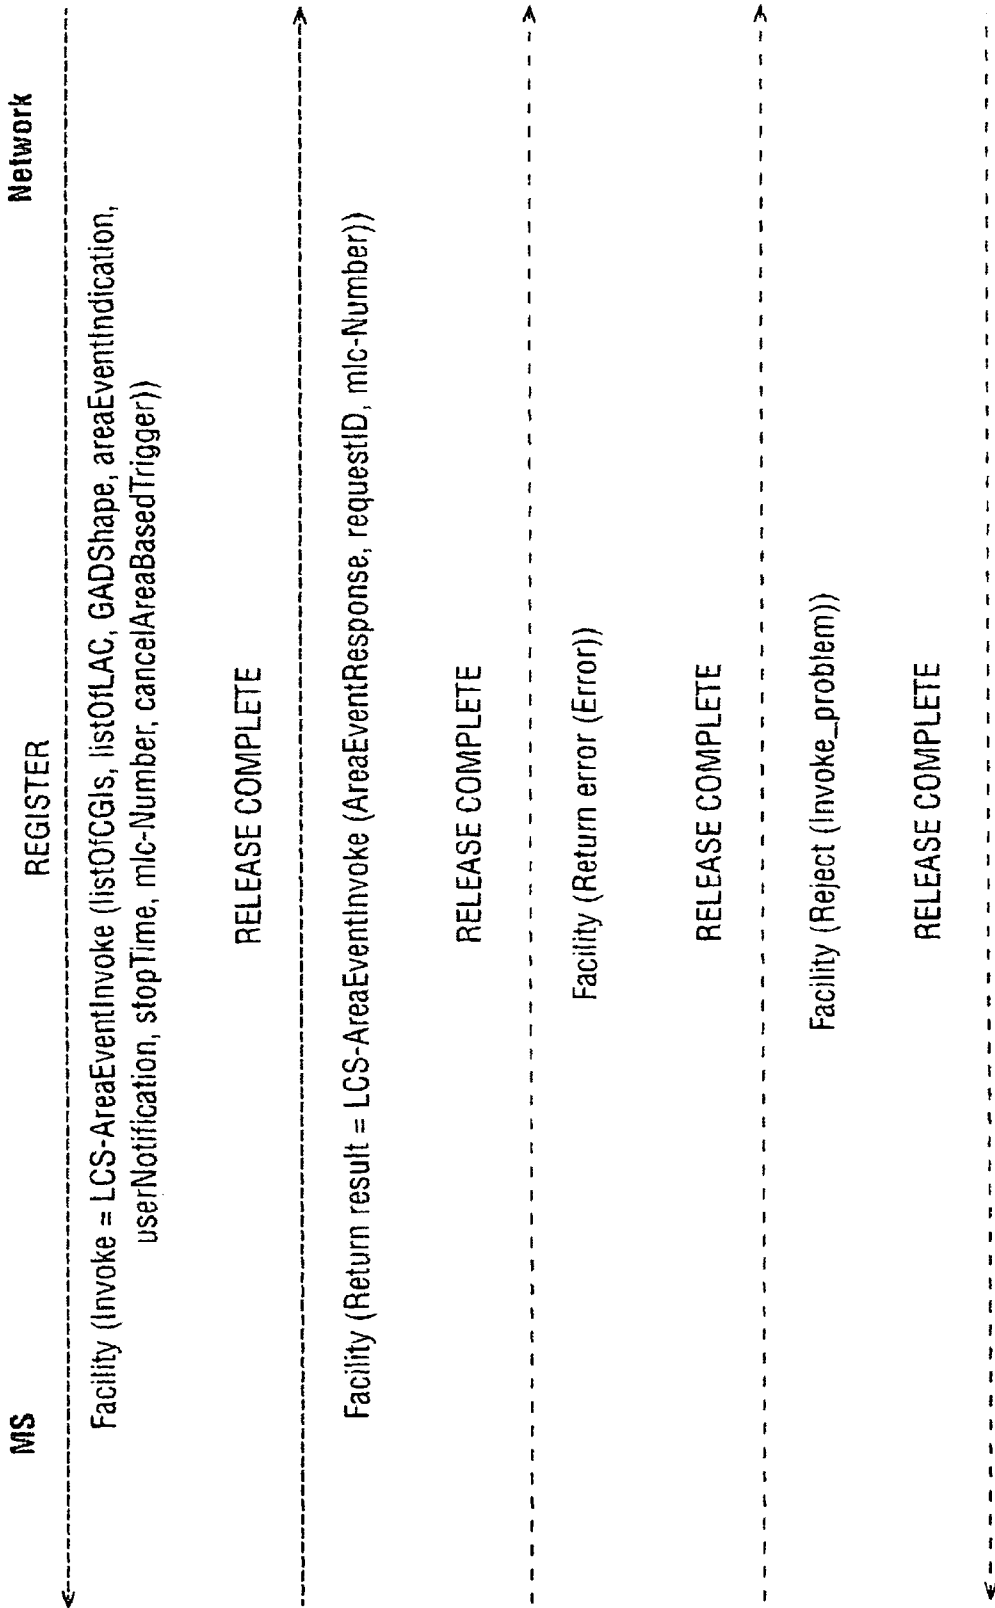 MS
Network
REGISTER
Facility (Invoke = LCS-AreaEventInvoke (listOfCGIs, listOfLAC, GADShape, areaEventIndication,
userNotification, stopTime, mlc-Number, cancelAreaBasedTrigger))
RELEASE COMPLETE
Facility (Return result = LCS-AreaEventInvoke (AreaEventResponse, requestID, mlc-Number))
RELEASE COMPLETE
Facility (Return error (Error))
RELEASE COMPLETE
Facility (Reject (Invoke_problem))
RELEASE COMPLETE